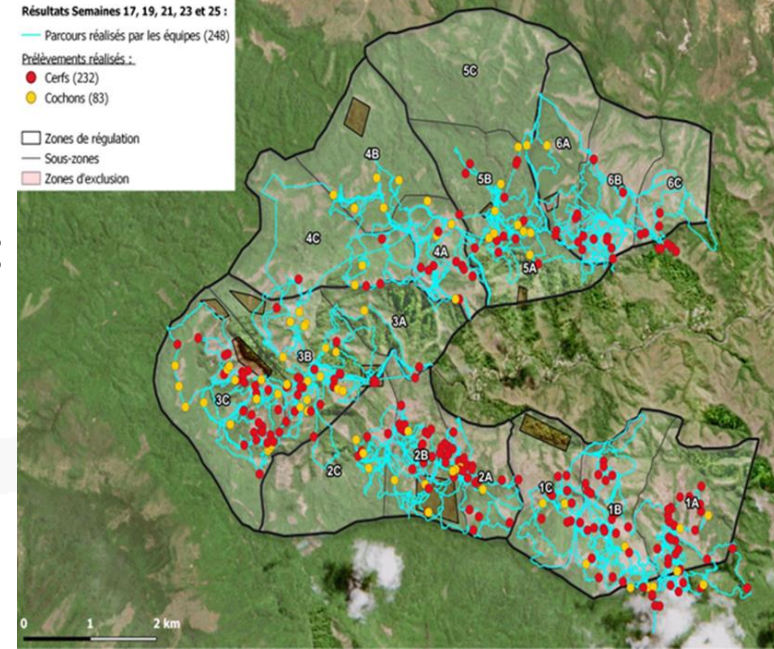 Résultats Semaines 17, 19, 21, 23 et 25 :
Parcours réalisés par les équipes (248)
Prélèvements réalisés :
Cerfs (232)
Cochons (83)
Zones de régulation
Sous-zones
Zones d'exclusion
5C
6A
4B
5B
6B
6C
4C
4A
5A
3A
3B
3C
2B
2C
2A
1C
1B
1A
0 1 2 km